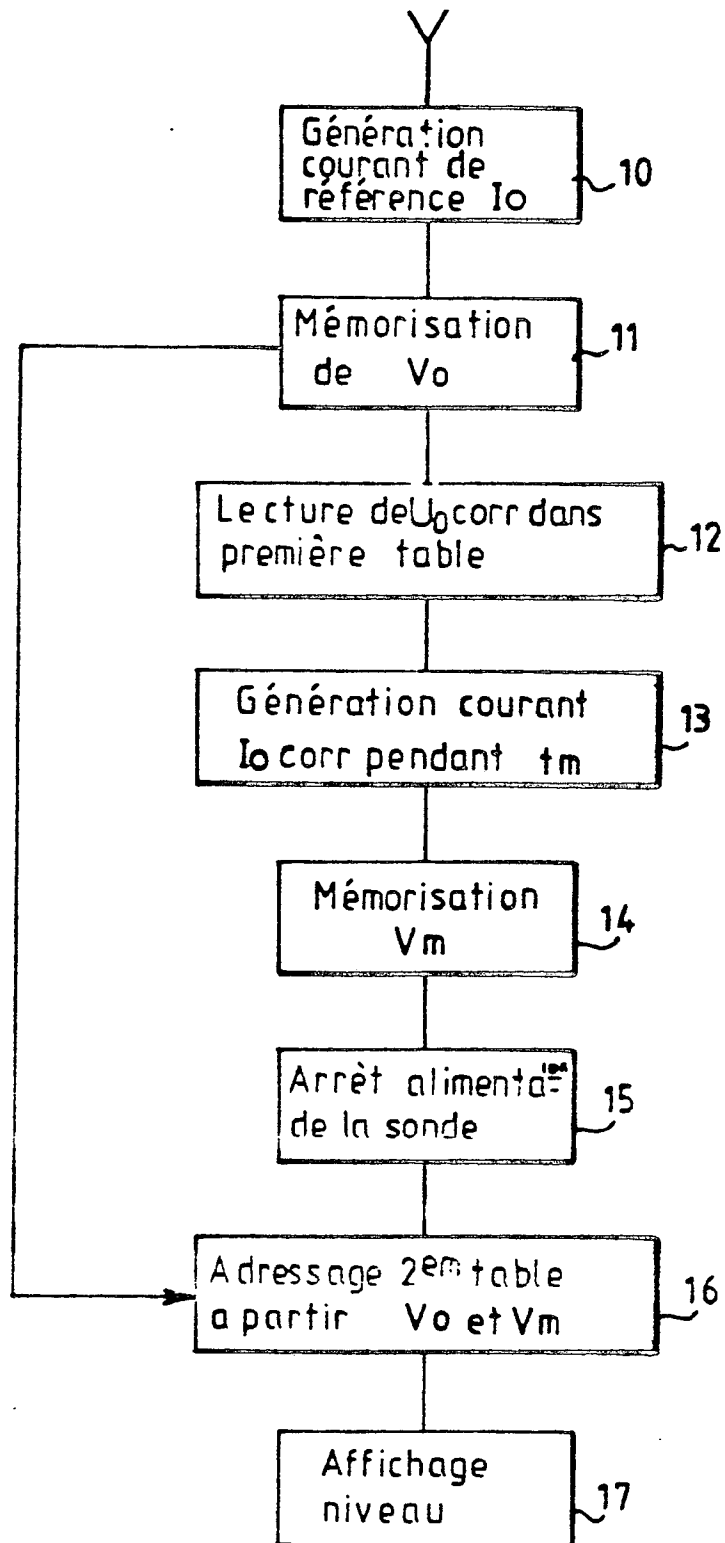 Génération
courant de
référence Io
10
Mémorisation
de Vo
11
Lecture de U₀ corr dans
première table
12
Génération courant
Io corr pendant tm
13
Mémorisation
Vm
14
Arrèt alimentaᵗⁱᵒⁿ
de la sonde
15
Adressage 2em table
a partir Vo et Vm
16
Affichage
niveau
17